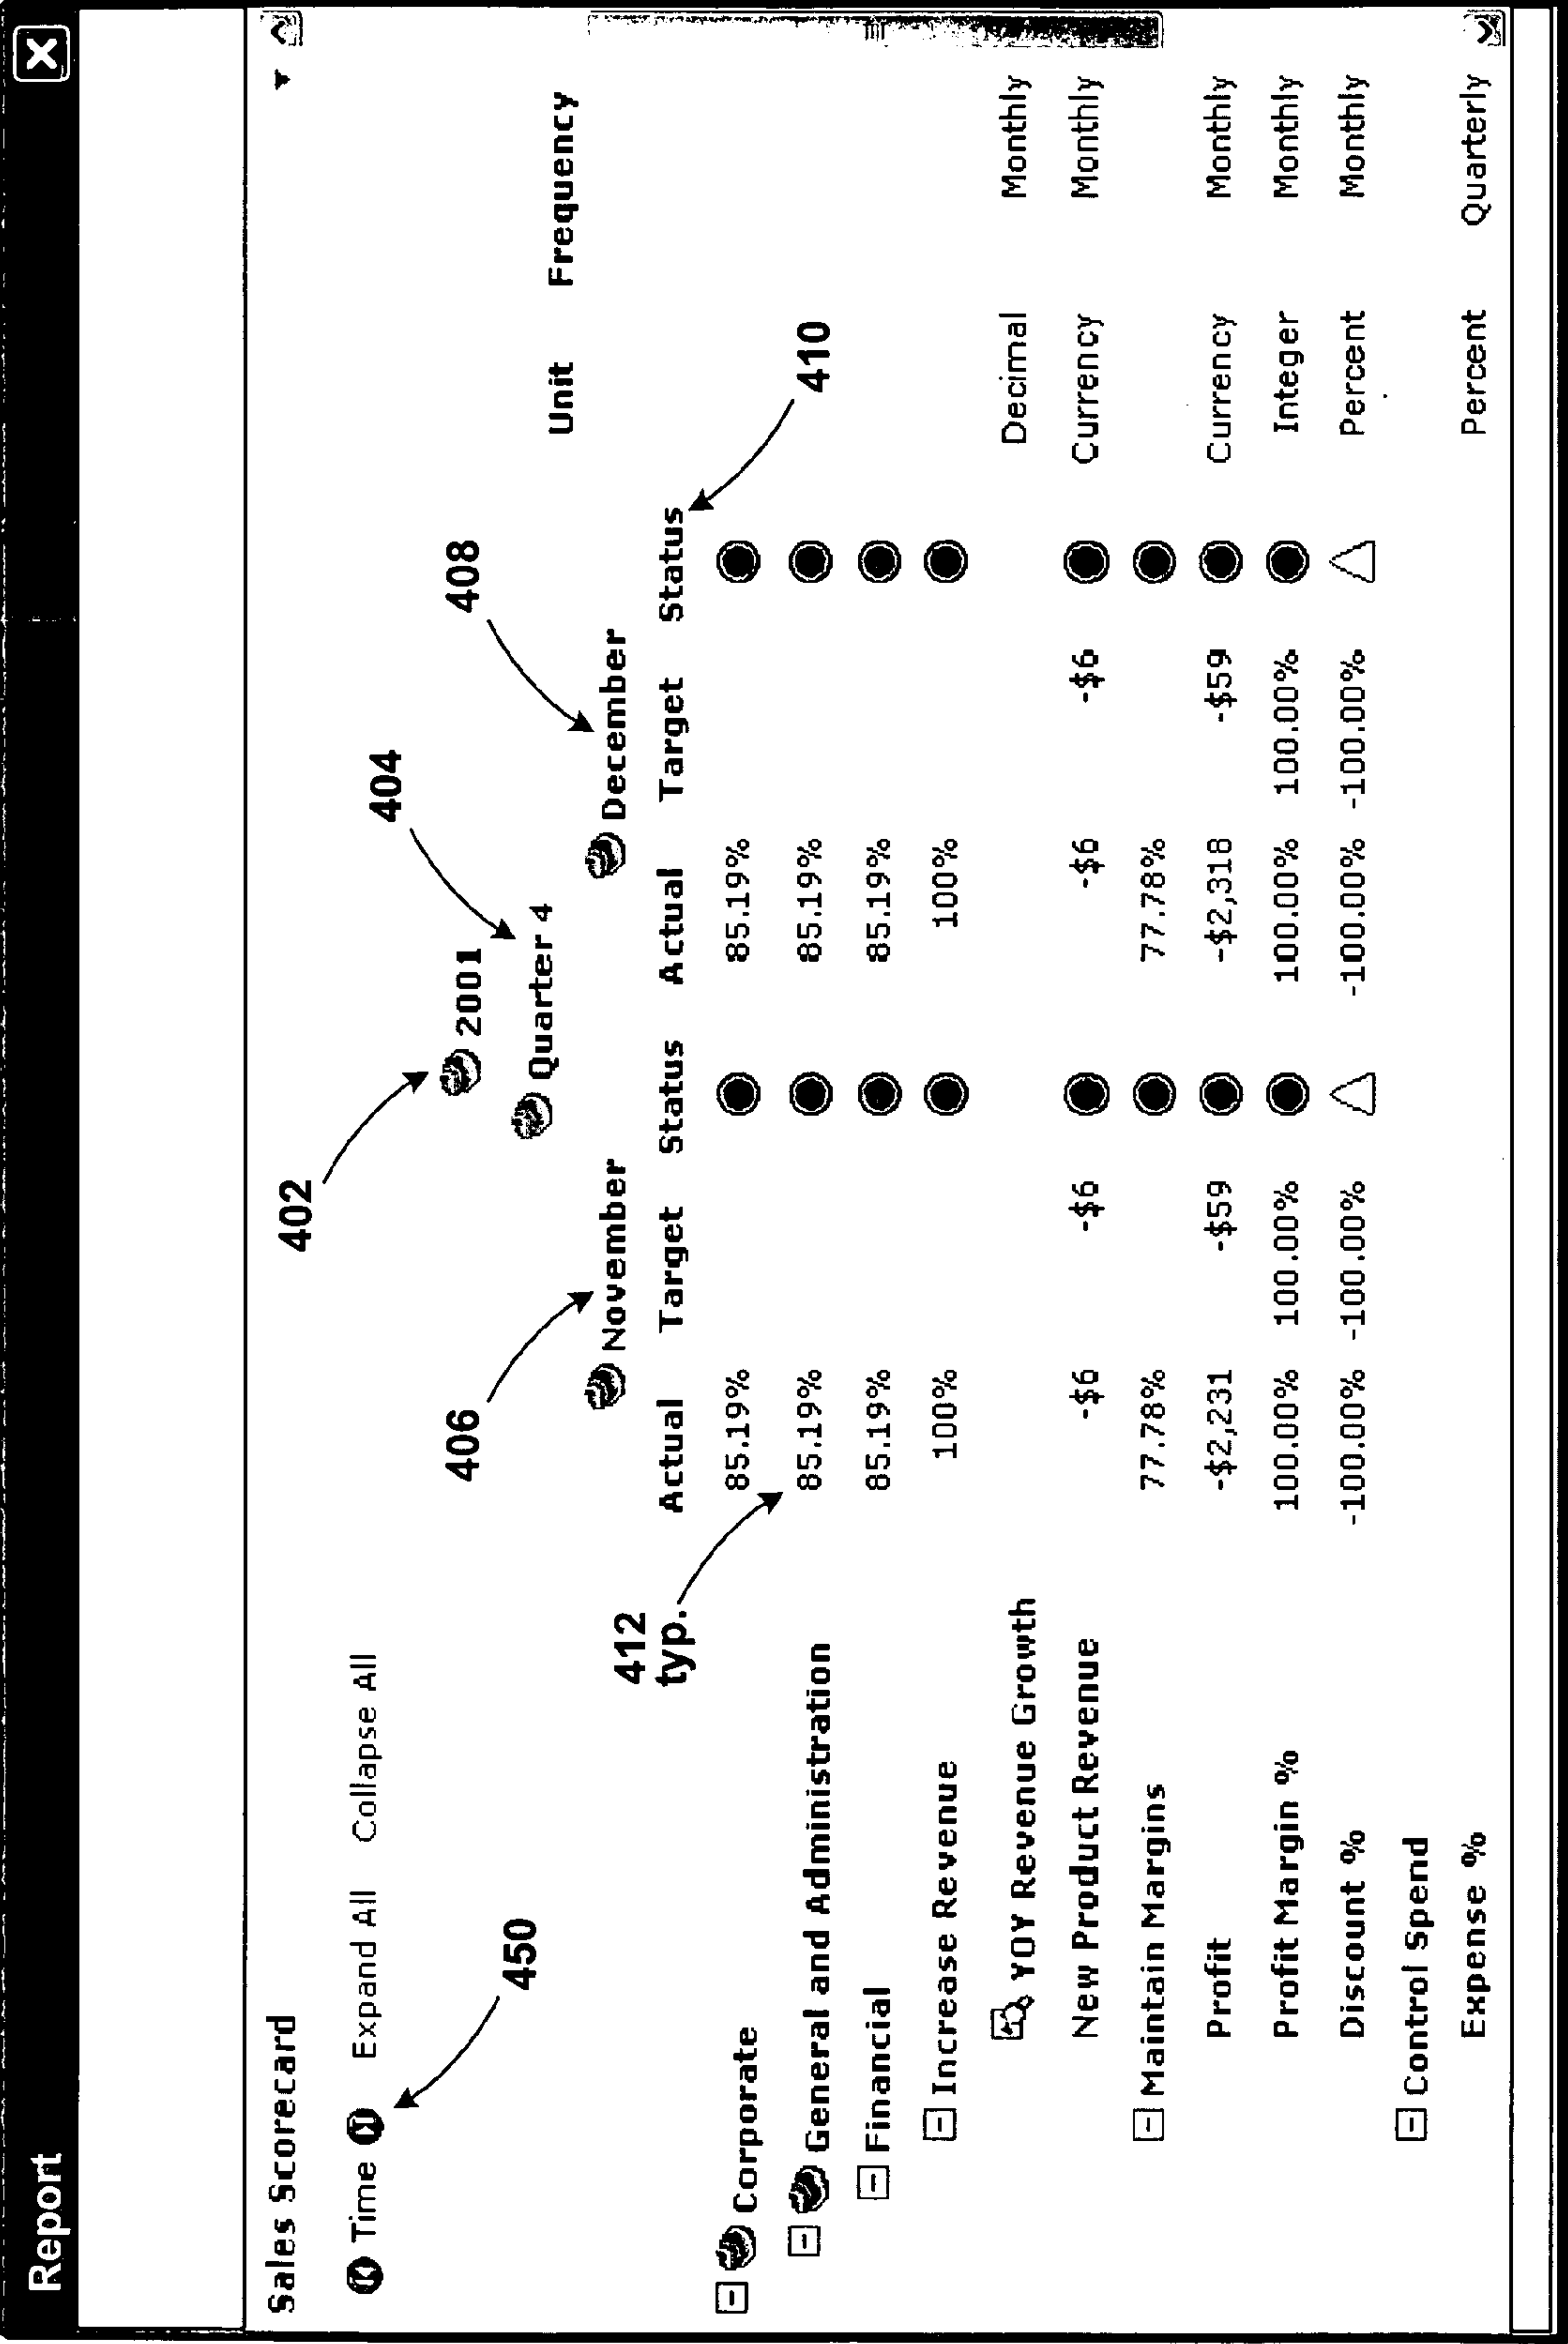 Report
Sales Scorecard
Time Expand All Collapse All
450
402
404
406
408
410
412
typ.
2001
Quarter 4
November December Unit Frequency
Actual Target Status Actual Target Status
Corporate 85.19% 85.19%
General and Administration 85.19% 85.19%
Financial 85.19% 85.19%
Increase Revenue 100% 100%
YOY Revenue Growth Decimal Monthly
New Product Revenue -$6 -$6 -$6 -$6 Currency Monthly
Maintain Margins 77.78% 77.78%
Profit -$2,231 -$59 -$2,318 -$59 Currency Monthly
Profit Margin % 100.00% 100.00% 100.00% 100.00% Integer Monthly
Discount % -100.00% -100.00% -100.00% -100.00% Percent Monthly
Control Spend
Expense % Percent Quarterly